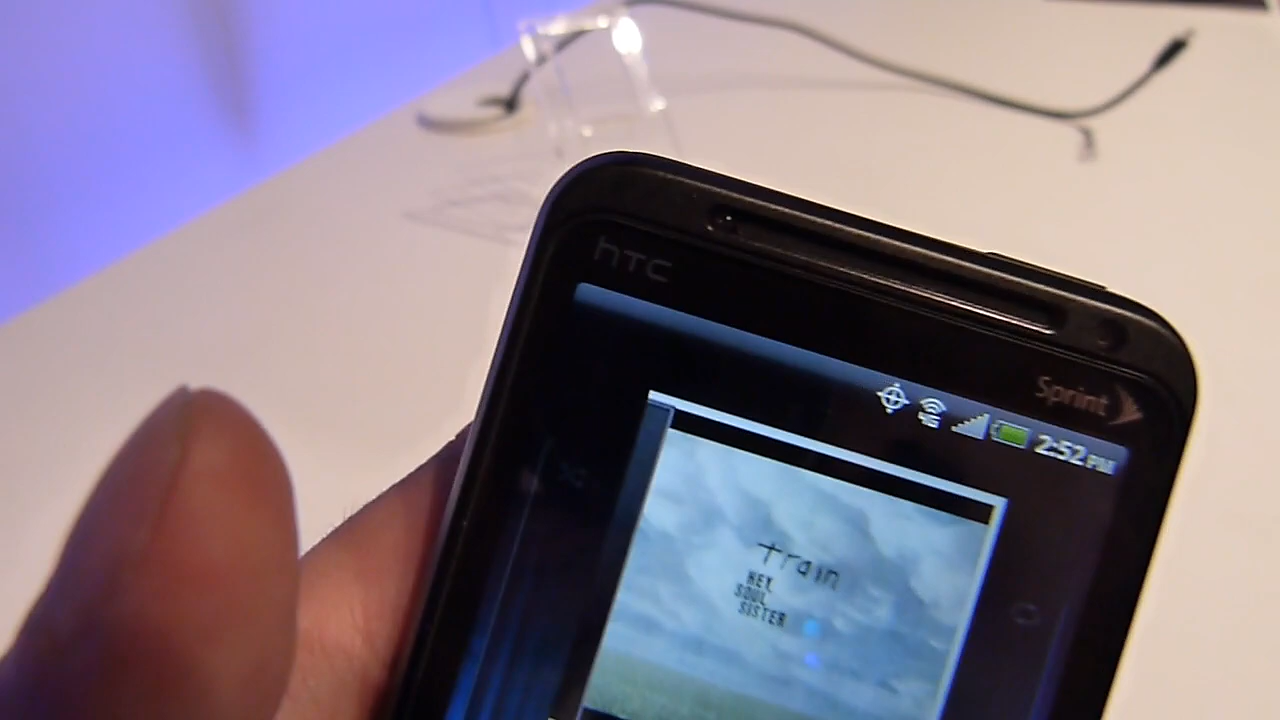 hTC
Sprint
2:52 PM
train
HEY,
SOUL
SISTER